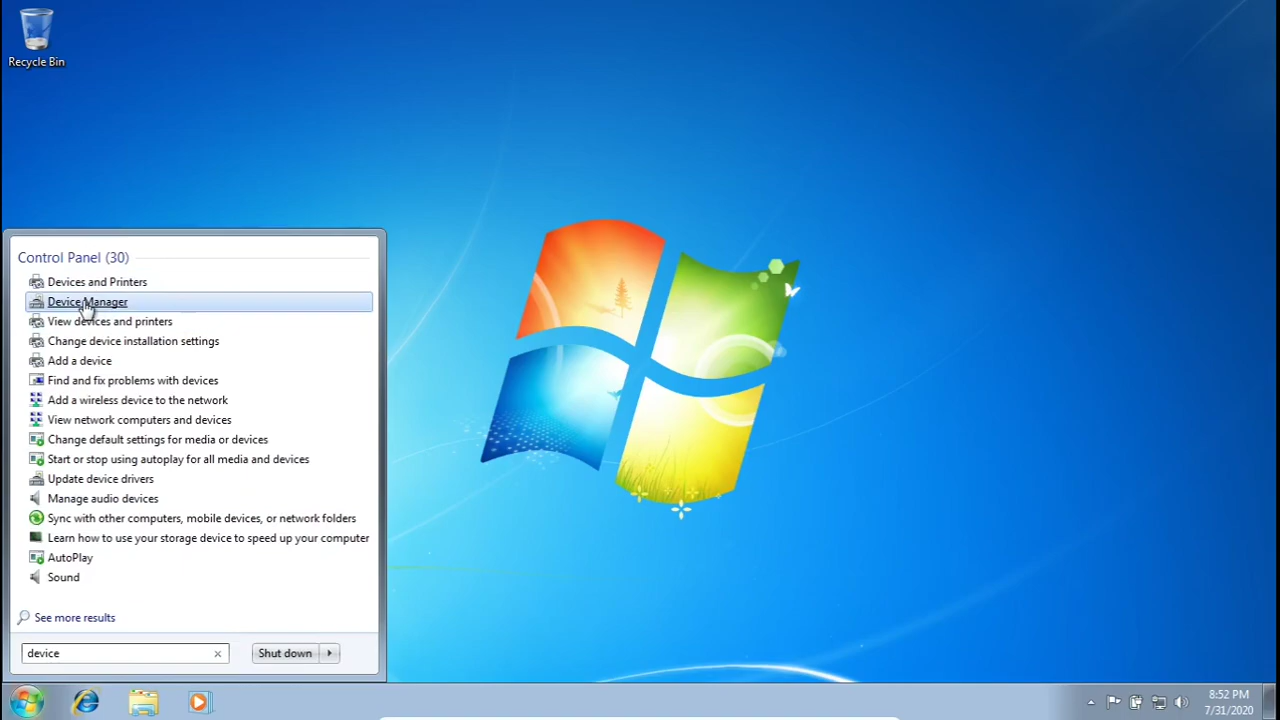 Recycle Bin
Control Panel (30)
Devices and Printers
Device Manager
View devices and printers
Change device installation settings
Add a device
Find and fix problems with devices
Add a wireless device to the network
View network computers and devices
Change default settings for media or devices
Start or stop using autoplay for all media and devices
Update device drivers
Manage audio devices
Sync with other computers, mobile devices, or network folders
Learn how to use your storage device to speed up your computer
AutoPlay
Sound
See more results
device
Shut down
8:52 PM
7/31/2020